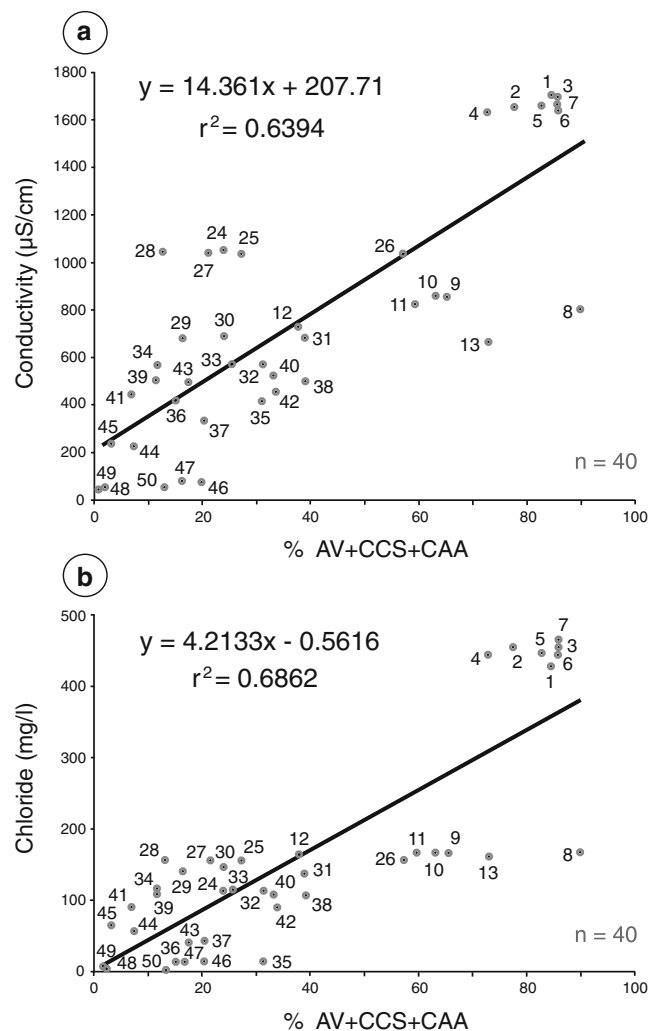 a
y = 14.361x + 207.71
r² = 0.6394
Conductivity (µS/cm)
1800
1600
1400
1200
1000
800
600
400
200
0
1 3
2 7
4 5 6
28 24 25
27
26
10 9
11
8
12
13
29 30
31
34 33
32 40
39 43
38
41 42
36 35
37
45
44
49 47
48 50 46
n = 40
0 20 40 60 80 100
% AV+CCS+CAA
b
y = 4.2133x - 0.5616
r² = 0.6862
Chloride (mg/l)
500
400
300
200
100
0
7
5 3
4 2 6
1
28 27 30 25 12
11 9
26 10 13 8
34 29 24 31
40
41 39 32 38
42
45 44
43 37
36
49 48 50 47 46 35
n = 40
0 20 40 60 80 100
% AV+CCS+CAA